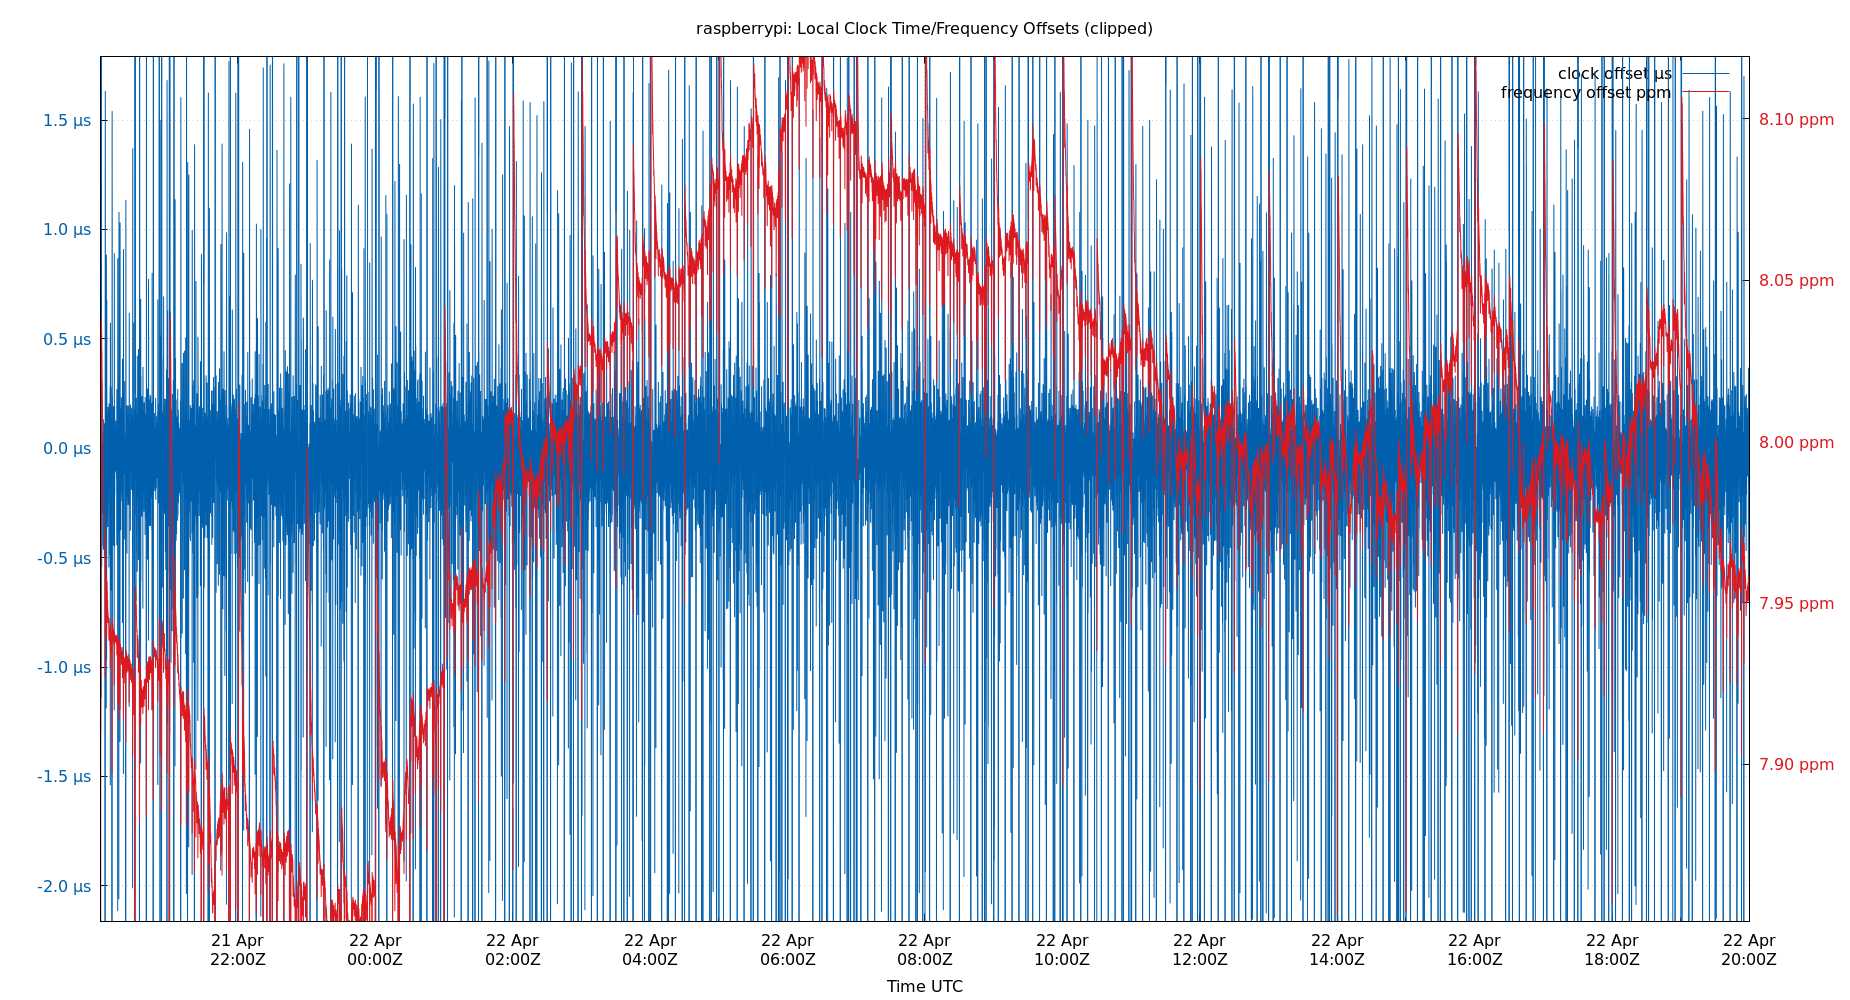 raspberrypi: Local Clock Time/Frequency Offsets (clipped)
clock offset µs
frequency offset ppm
1.5 µs
1.0 µs
0.5 µs
0.0 µs
-0.5 µs
-1.0 µs
-1.5 µs
-2.0 µs
8.10 ppm
8.05 ppm
8.00 ppm
7.95 ppm
7.90 ppm
21 Apr 22 Apr 22 Apr 22 Apr 22 Apr 22 Apr 22 Apr 22 Apr 22 Apr 22 Apr 22 Apr 22 Apr
22:00Z 00:00Z 02:00Z 04:00Z 06:00Z 08:00Z 10:00Z 12:00Z 14:00Z 16:00Z 18:00Z 20:00Z
Time UTC